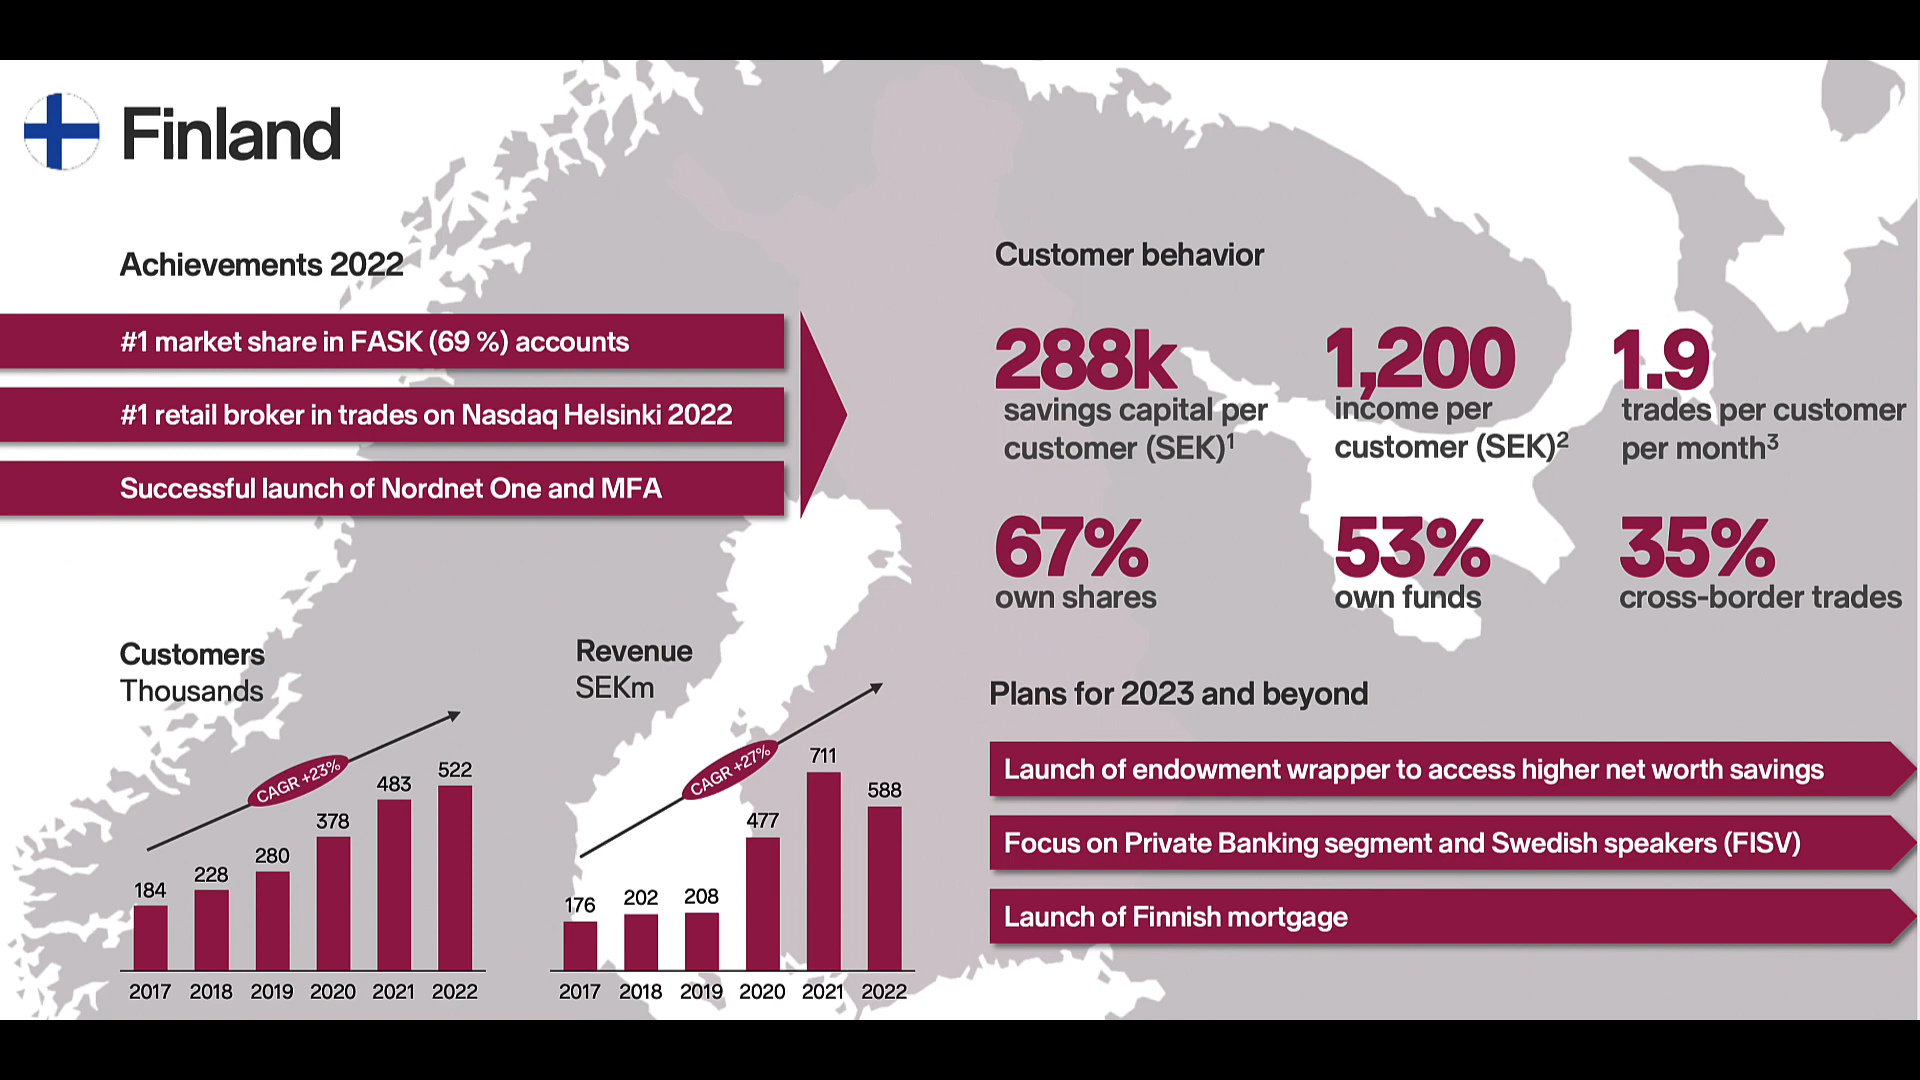 Finland
Achievements 2022
#1 market share in FASK (69 %) accounts
#1 retail broker in trades on Nasdaq Helsinki 2022
Successful launch of Nordnet One and MFA
Customers
Thousands
CAGR +23%
184
228
280
378
483
522
2017 2018 2019 2020 2021 2022
Revenue
SEKm
CAGR +27%
176
202
208
477
711
588
2017 2018 2019 2020 2021 2022
Customer behavior
288k
savings capital per
customer (SEK)¹
1,200
income per
customer (SEK)²
1.9
trades per customer
per month³
67%
own shares
53%
own funds
35%
cross-border trades
Plans for 2023 and beyond
Launch of endowment wrapper to access higher net worth savings
Focus on Private Banking segment and Swedish speakers (FISV)
Launch of Finnish mortgage